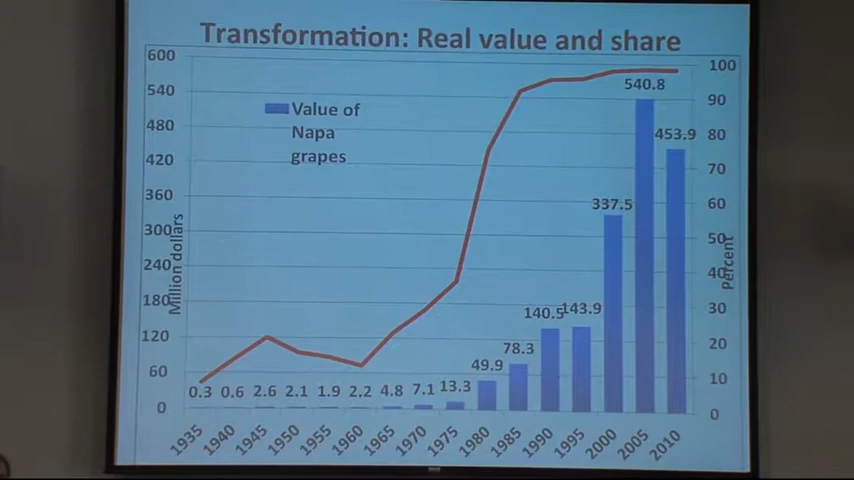 Transformation: Real value and share
600
540
480
420
360
300
240
180
120
60
0
Million dollars
Value of
Napa
grapes
100
90
80
70
60
50
40
30
20
10
0
Percent
0.3 0.6 2.6 2.1 1.9 2.2 4.8 7.1 13.3 49.9 78.3 140.5 143.9 337.5 540.8 453.9
1935 1940 1945 1950 1955 1960 1965 1970 1975 1980 1985 1990 1995 2000 2005 2010